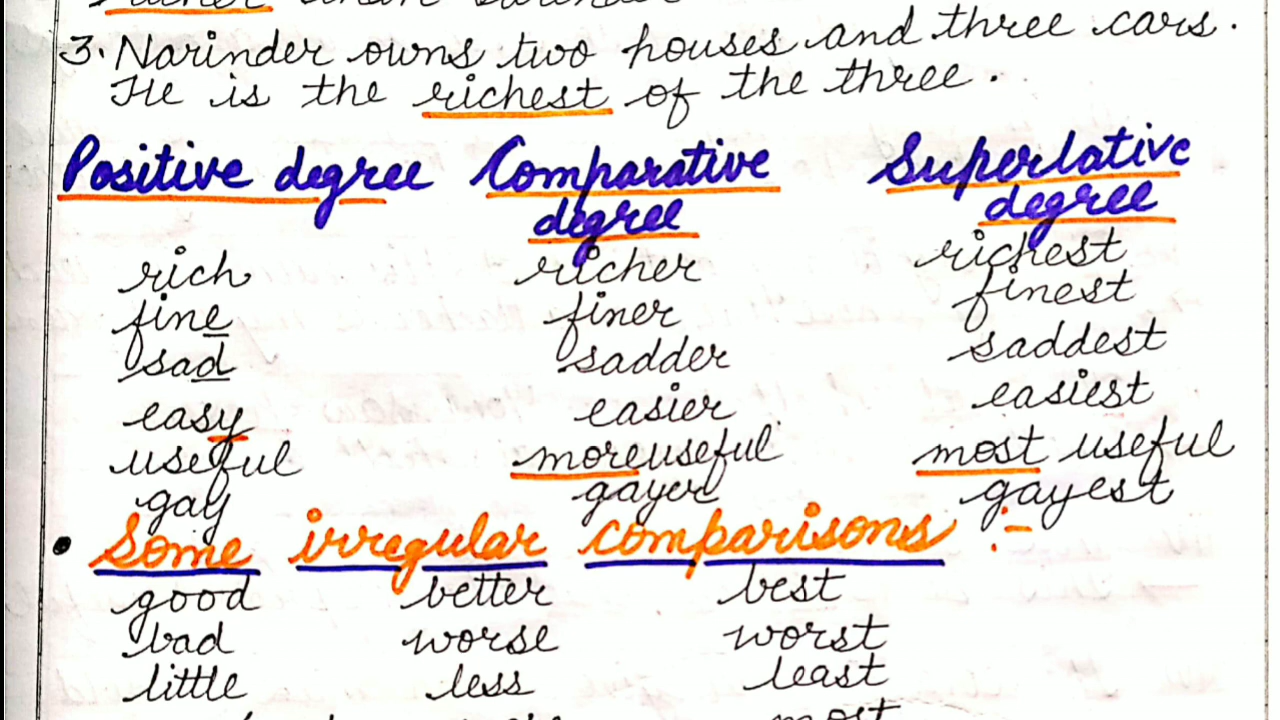 3. Narinder owns two houses and three cars.
He is the richest of the three.
Positive degree Comparative degree Superlative degree
rich richer richest
fine finer finest
sad sadder saddest
easy easier easiest
useful more useful most useful
gay gayer gayest
• Some irregular comparisons :-
good better best
bad worse worst
little less least
most